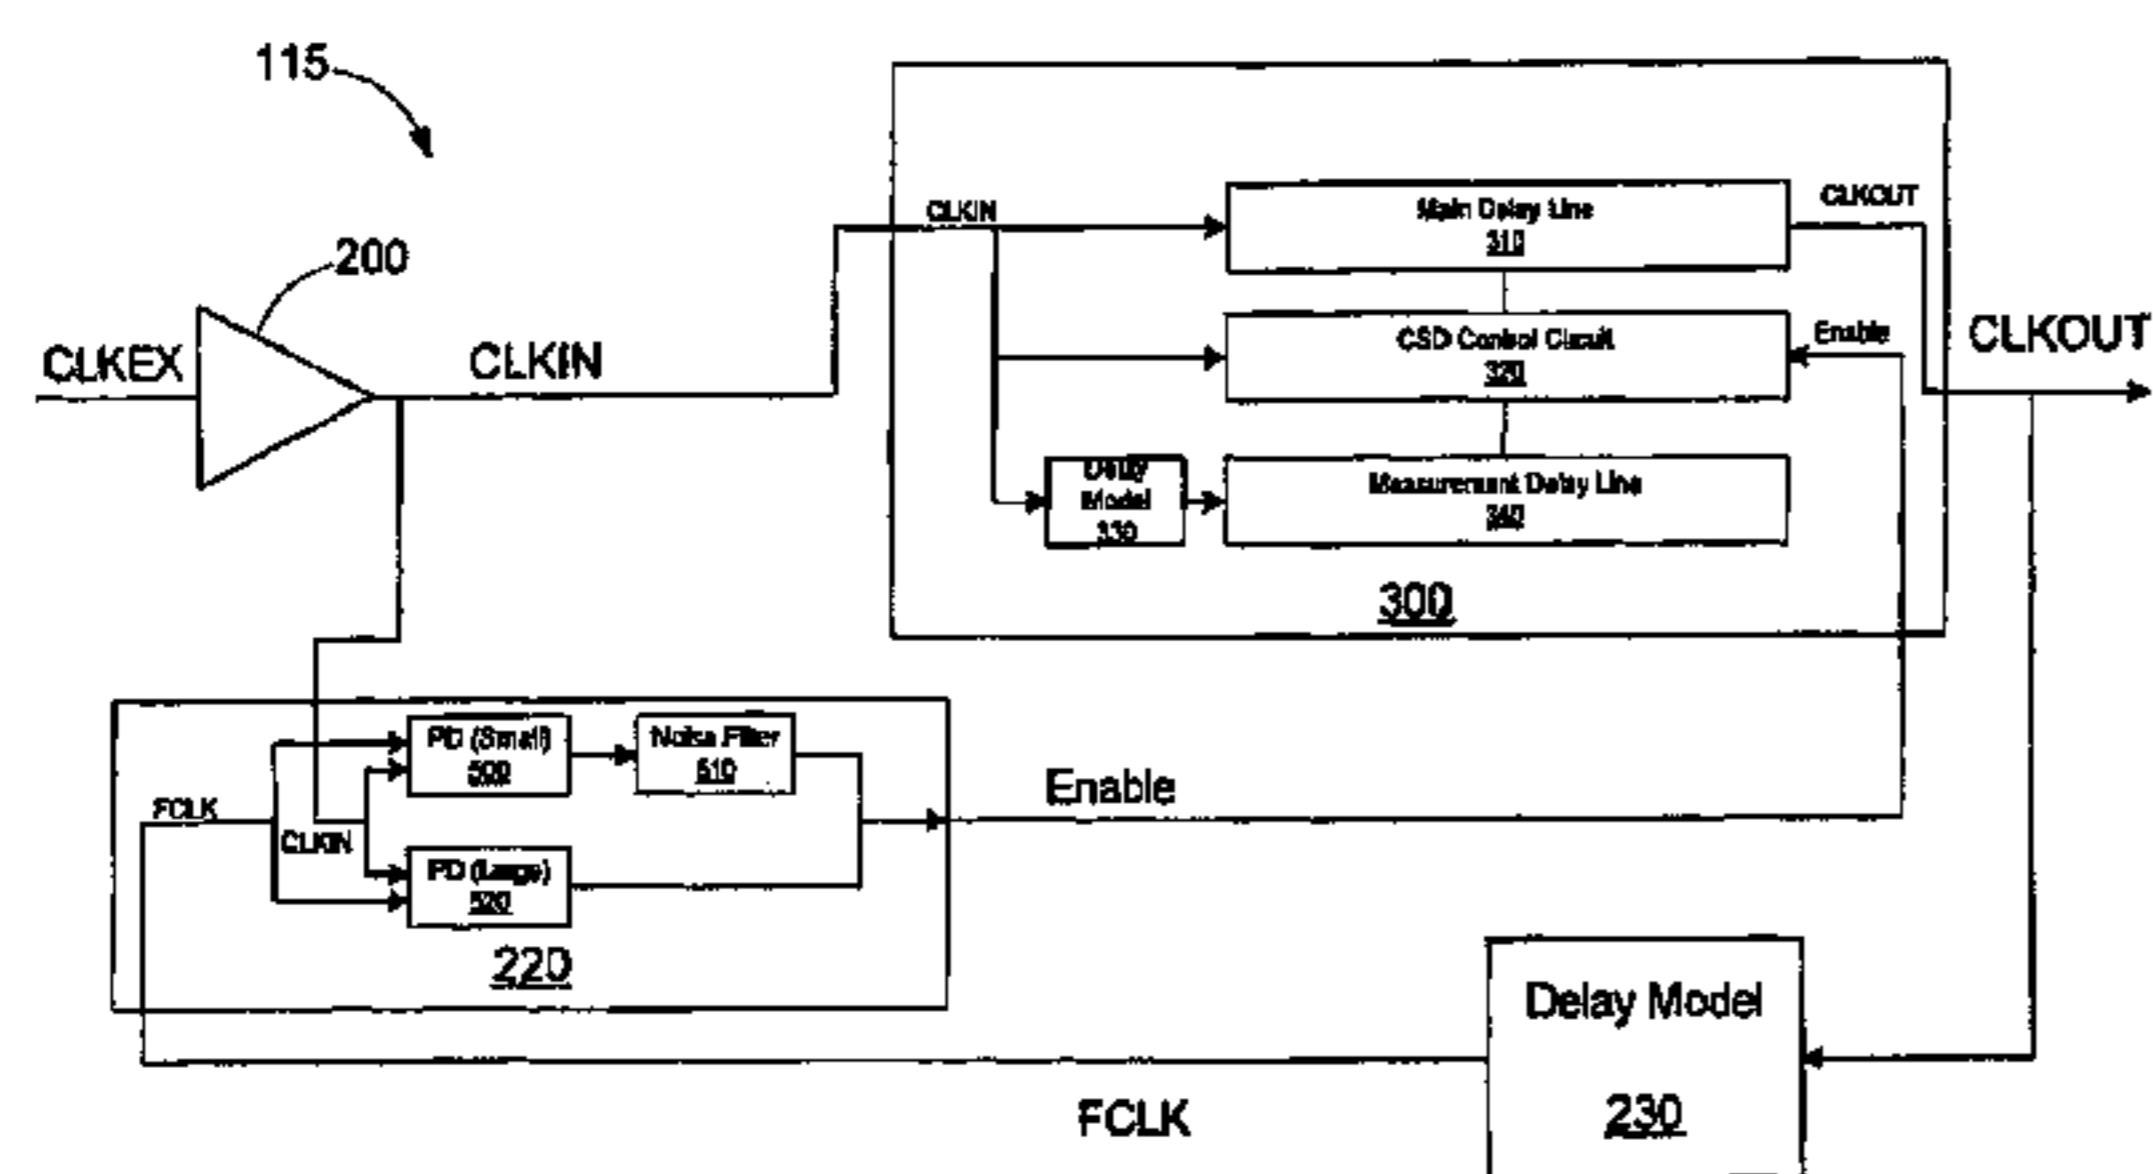 115
200
CLKEX
CLKIN
CLKIN
Main Delay Line
310
CLKOUT
CSD Control Circuit
320
Enable
CLKOUT
Delay
Model
330
Measurement Delay Line
340
300
PD (Small)
500
Noise Filter
510
FCLK
CLKIN
Enable
PD (Large)
520
220
Delay Model
230
FCLK